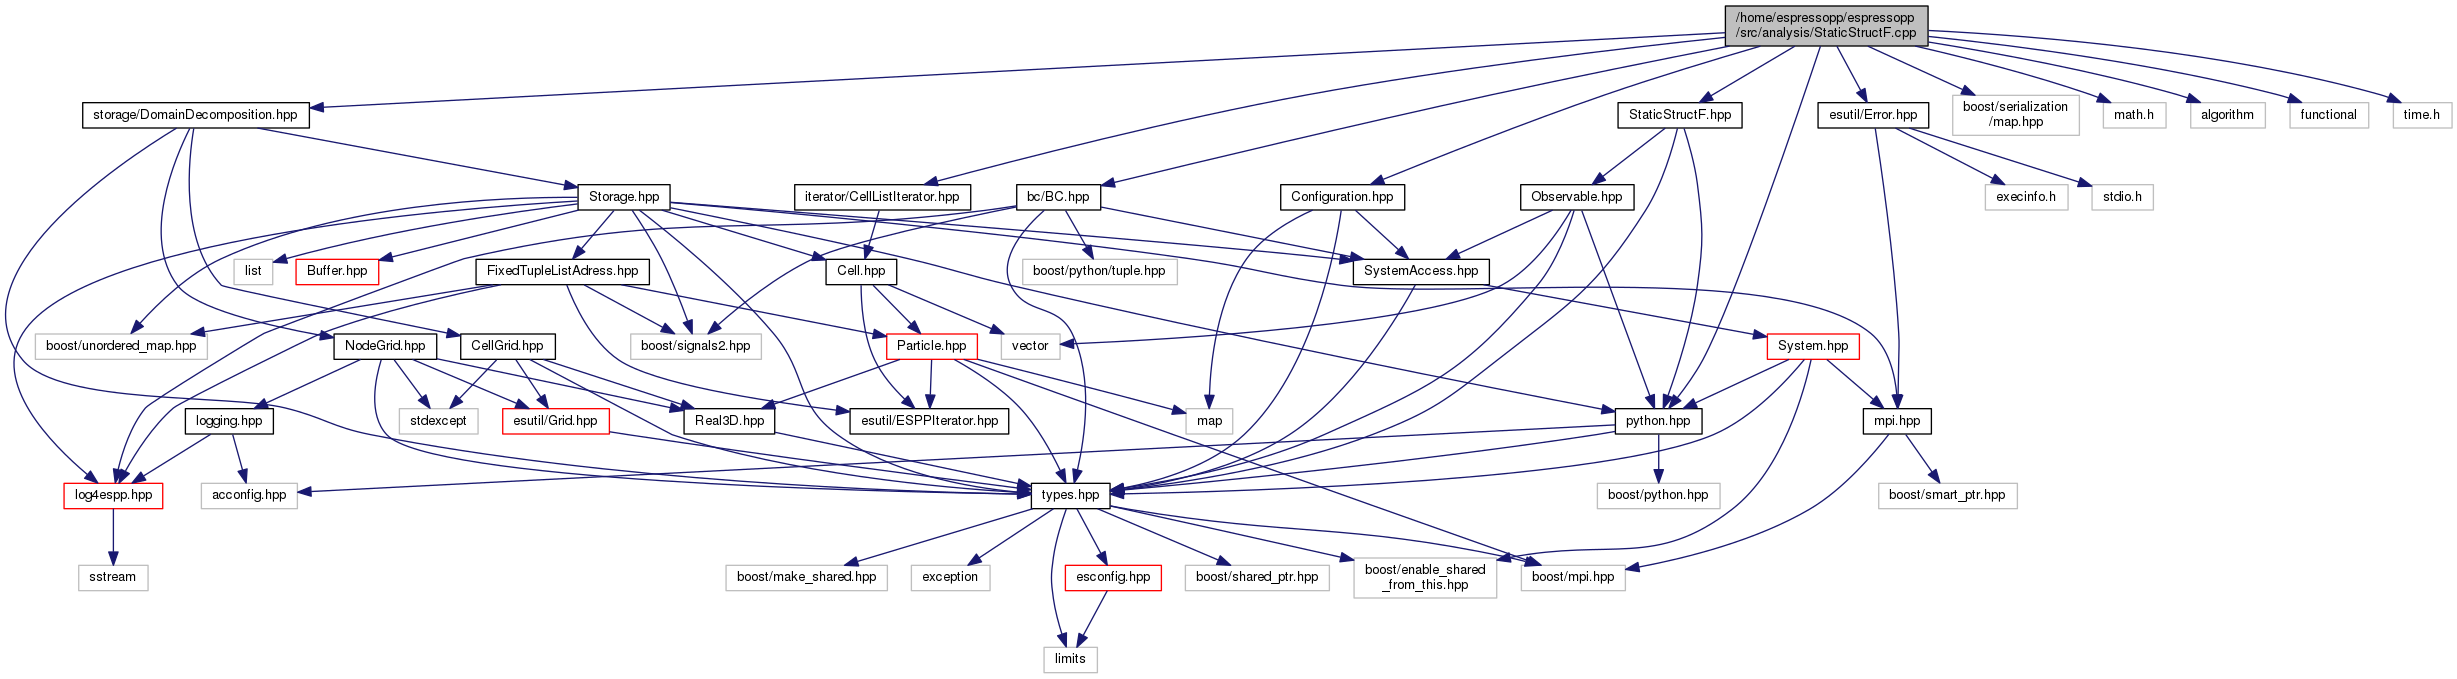 /home/espressopp/espressopp
/src/analysis/StaticStructF.cpp
storage/DomainDecomposition.hpp
StaticStructF.hpp
esutil/Error.hpp
boost/serialization
/map.hpp
math.h
algorithm
functional
time.h
Storage.hpp
iterator/CellListIterator.hpp
bc/BC.hpp
Configuration.hpp
Observable.hpp
execinfo.h
stdio.h
list
Buffer.hpp
FixedTupleListAdress.hpp
Cell.hpp
boost/python/tuple.hpp
SystemAccess.hpp
boost/unordered_map.hpp
NodeGrid.hpp
CellGrid.hpp
boost/signals2.hpp
Particle.hpp
vector
System.hpp
logging.hpp
stdexcept
esutil/Grid.hpp
Real3D.hpp
esutil/ESPPIterator.hpp
map
python.hpp
mpi.hpp
log4espp.hpp
acconfig.hpp
types.hpp
boost/python.hpp
boost/smart_ptr.hpp
sstream
boost/make_shared.hpp
exception
esconfig.hpp
boost/shared_ptr.hpp
boost/enable_shared
_from_this.hpp
boost/mpi.hpp
limits